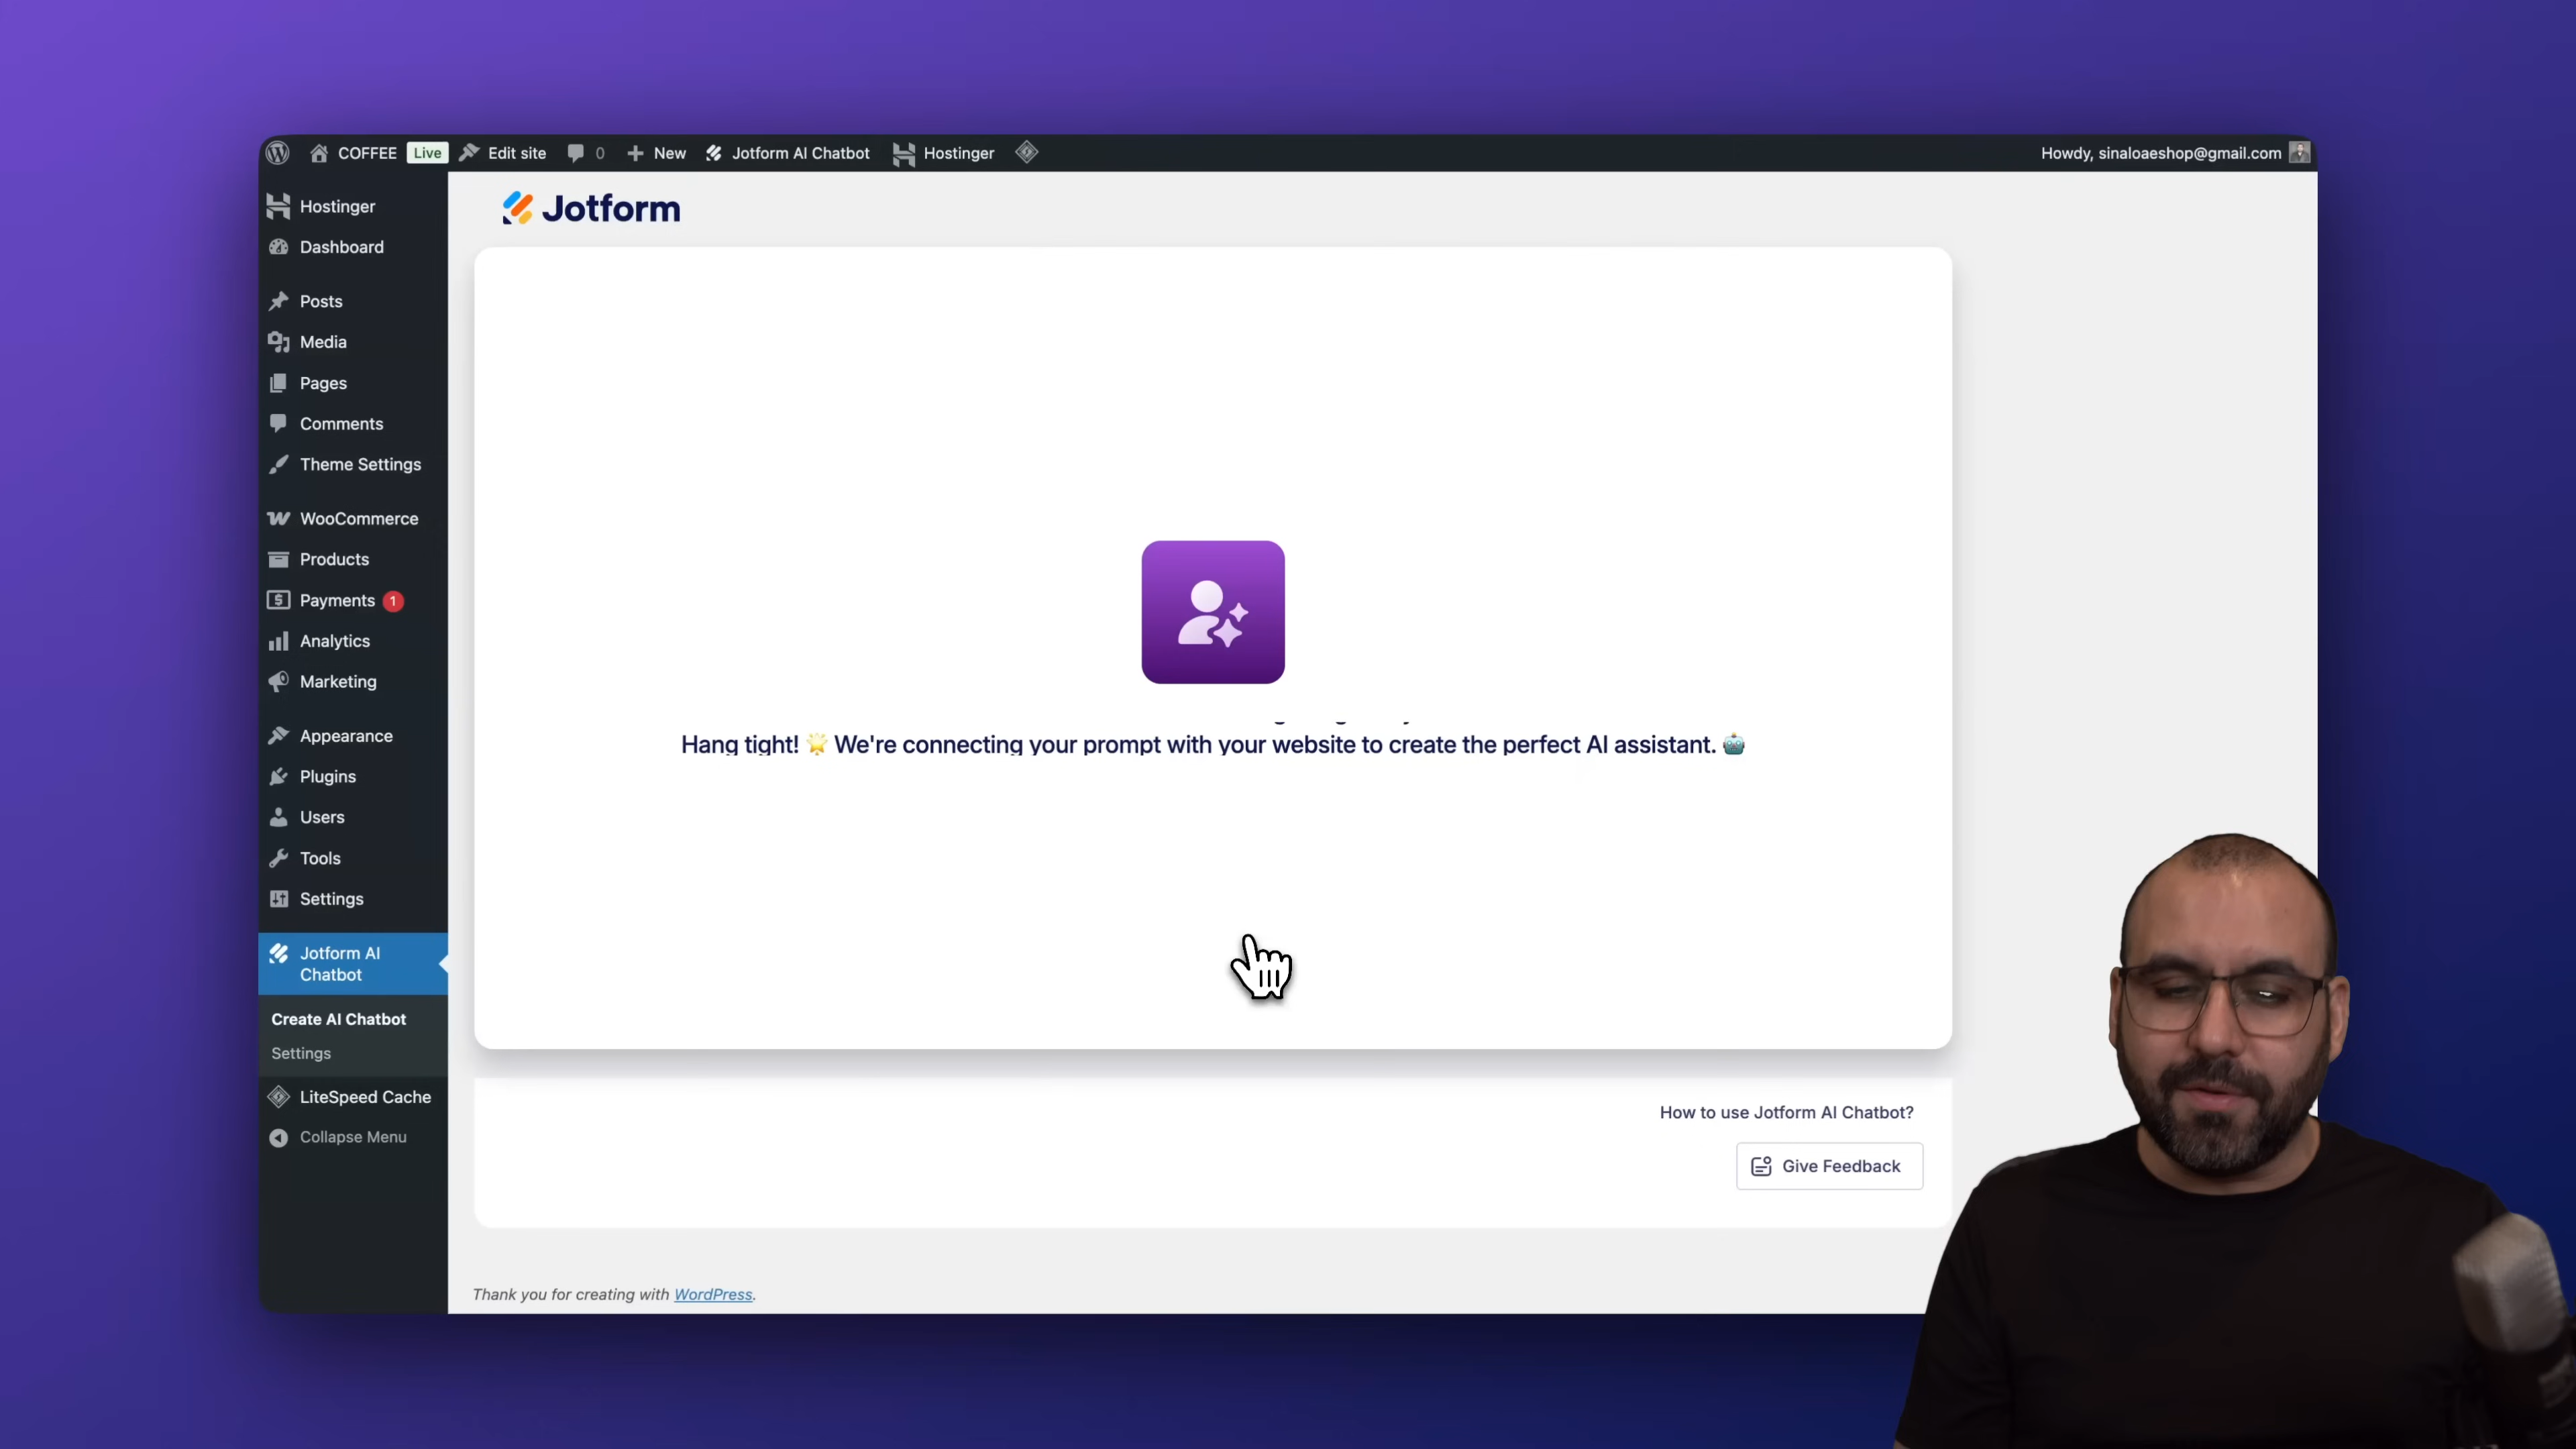 COFFEE Live Edit site 0 New Jotform AI Chatbot Hostinger Howdy, sinaloaeshop@gmail.com
Hostinger
Dashboard
Posts
Media
Pages
Comments
Theme Settings
WooCommerce
Products
Payments 1
Analytics
Marketing
Appearance
Plugins
Users
Tools
Settings
Jotform AI
Chatbot
Create AI Chatbot
Settings
LiteSpeed Cache
Collapse Menu
Jotform
Hang tight! 🌟 We're connecting your prompt with your website to create the perfect AI assistant. 🤖
How to use Jotform AI Chatbot?
Give Feedback
Thank you for creating with WordPress.